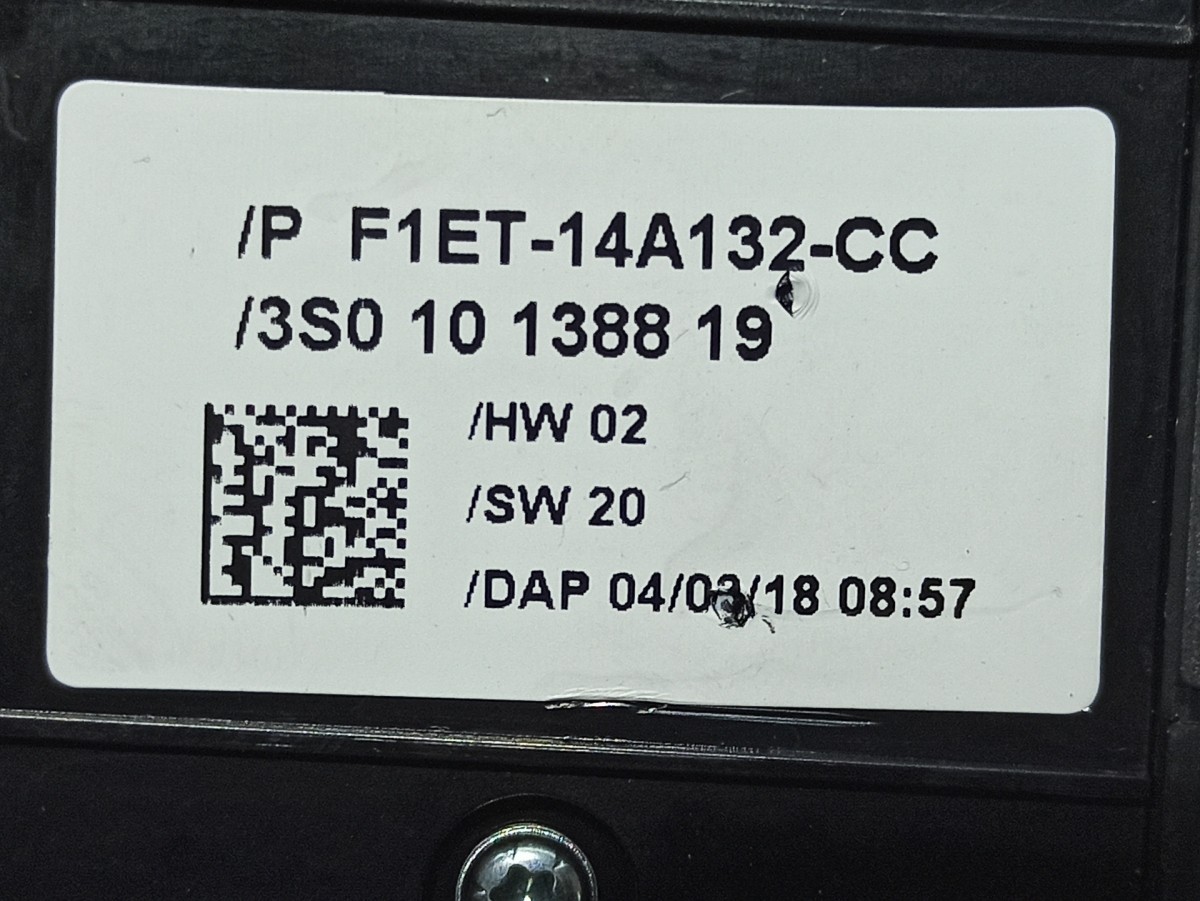 /P F1ET-14A132-CC
/3S0 10 1388 19
/HW 02
/SW 20
/DAP 04/03/18 08:57